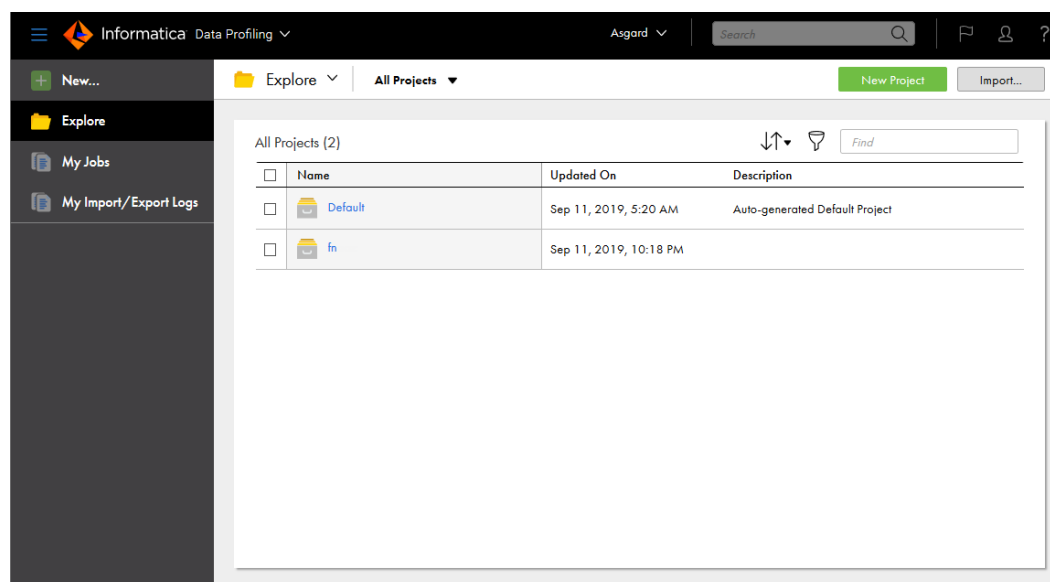 Informatica Data Profiling Asgard Search ?
New... Explore All Projects New Project Import...
Explore
My Jobs
My Import/Export Logs
All Projects (2) Find
Name Updated On Description
Default Sep 11, 2019, 5:20 AM Auto-generated Default Project
fn Sep 11, 2019, 10:18 PM